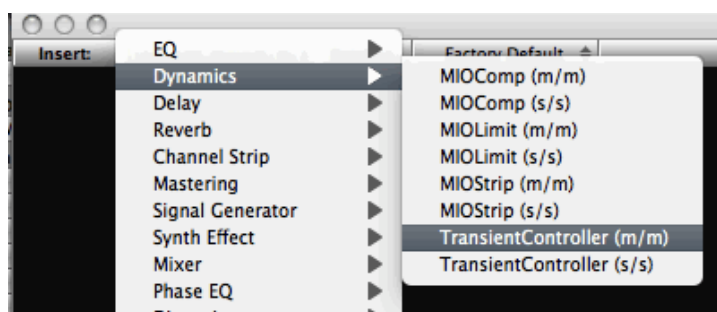 Insert:
Factory Default
EQ
Dynamics
Delay
Reverb
Channel Strip
Mastering
Signal Generator
Synth Effect
Mixer
Phase EQ
MIOComp (m/m)
MIOComp (s/s)
MIOLimit (m/m)
MIOLimit (s/s)
MIOStrip (m/m)
MIOStrip (s/s)
TransientController (m/m)
TransientController (s/s)